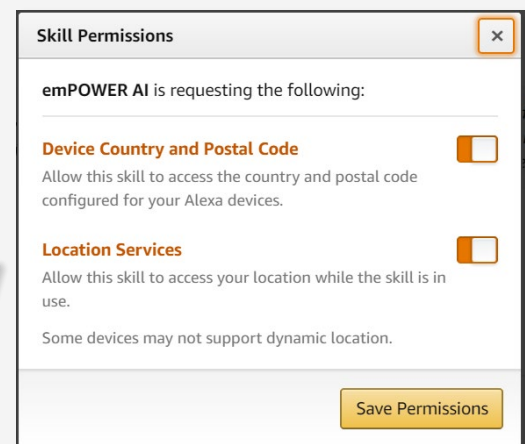 Skill Permissions
emPOWER AI is requesting the following:
Device Country and Postal Code
Allow this skill to access the country and postal code
configured for your Alexa devices.
Location Services
Allow this skill to access your location while the skill is in
use.
Some devices may not support dynamic location.
Save Permissions